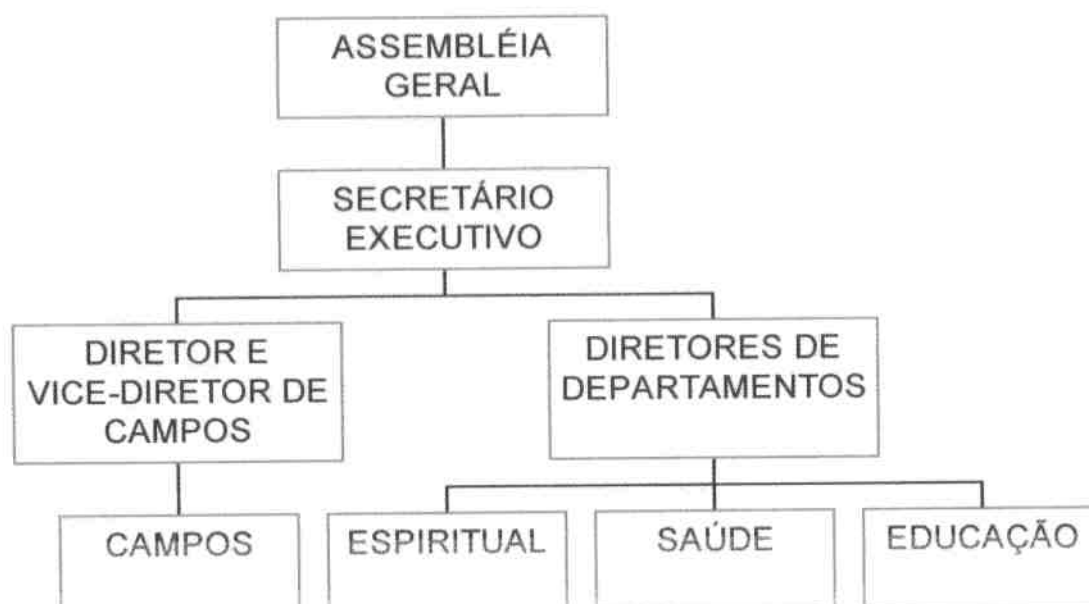 ASSEMBLÉIA
GERAL
SECRETÁRIO
EXECUTIVO
DIRETOR E
VICE-DIRETOR DE
CAMPOS
DIRETORES DE
DEPARTAMENTOS
CAMPOS
ESPIRITUAL
SAÚDE
EDUCAÇÃO